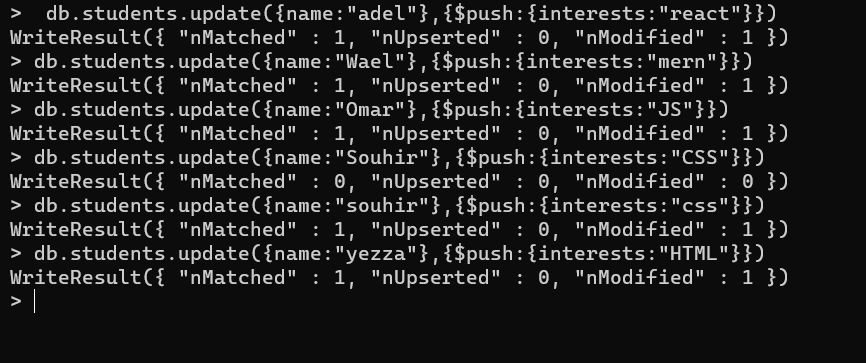 >  db.students.update({name:"adel"},{$push:{interests:"react"}})
WriteResult({ "nMatched" : 1, "nUpserted" : 0, "nModified" : 1 })
> db.students.update({name:"Wael"},{$push:{interests:"mern"}})
WriteResult({ "nMatched" : 1, "nUpserted" : 0, "nModified" : 1 })
> db.students.update({name:"Omar"},{$push:{interests:"JS"}})
WriteResult({ "nMatched" : 1, "nUpserted" : 0, "nModified" : 1 })
> db.students.update({name:"Souhir"},{$push:{interests:"CSS"}})
WriteResult({ "nMatched" : 0, "nUpserted" : 0, "nModified" : 0 })
> db.students.update({name:"souhir"},{$push:{interests:"css"}})
WriteResult({ "nMatched" : 1, "nUpserted" : 0, "nModified" : 1 })
> db.students.update({name:"yezza"},{$push:{interests:"HTML"}})
WriteResult({ "nMatched" : 1, "nUpserted" : 0, "nModified" : 1 })
>